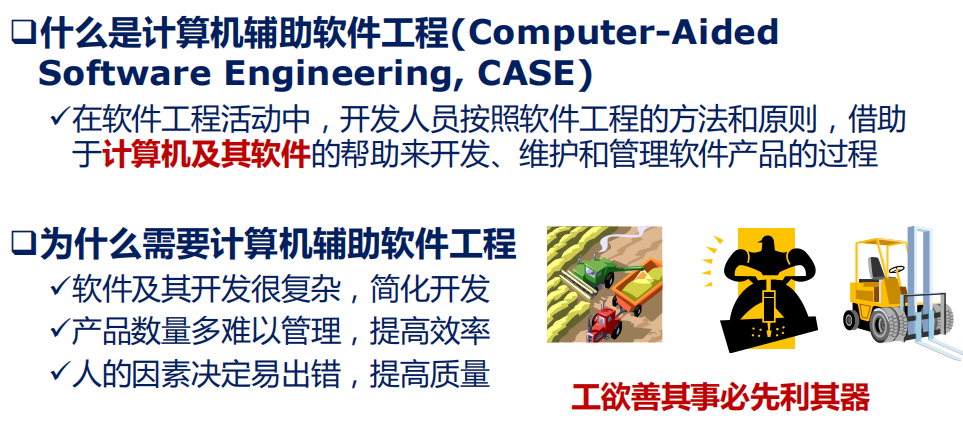 ❑什么是计算机辅助软件工程(Computer-Aided
Software Engineering, CASE)
✓在软件工程活动中，开发人员按照软件工程的方法和原则，借助
于计算机及其软件的帮助来开发、维护和管理软件产品的过程
❑为什么需要计算机辅助软件工程
✓软件及其开发很复杂，简化开发
✓产品数量多难以管理，提高效率
✓人的因素决定易出错，提高质量
工欲善其事必先利其器